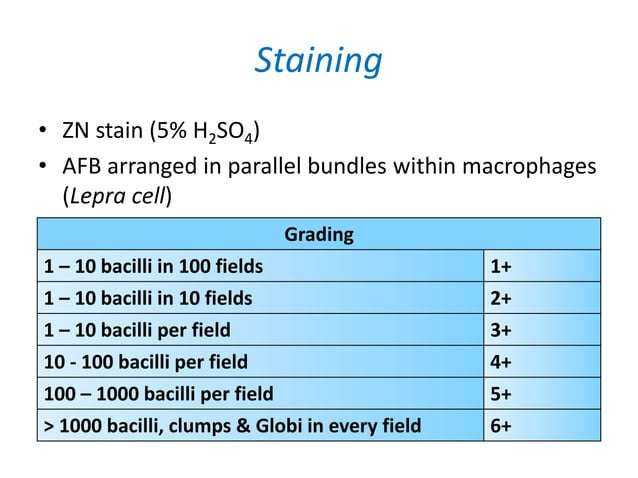 Staining
• ZN stain (5% H₂SO₄)
• AFB arranged in parallel bundles within macrophages
(Lepra cell)
Grading
1 – 10 bacilli in 100 fields 1+
1 – 10 bacilli in 10 fields 2+
1 – 10 bacilli per field 3+
10 - 100 bacilli per field 4+
100 – 1000 bacilli per field 5+
> 1000 bacilli, clumps & Globi in every field 6+